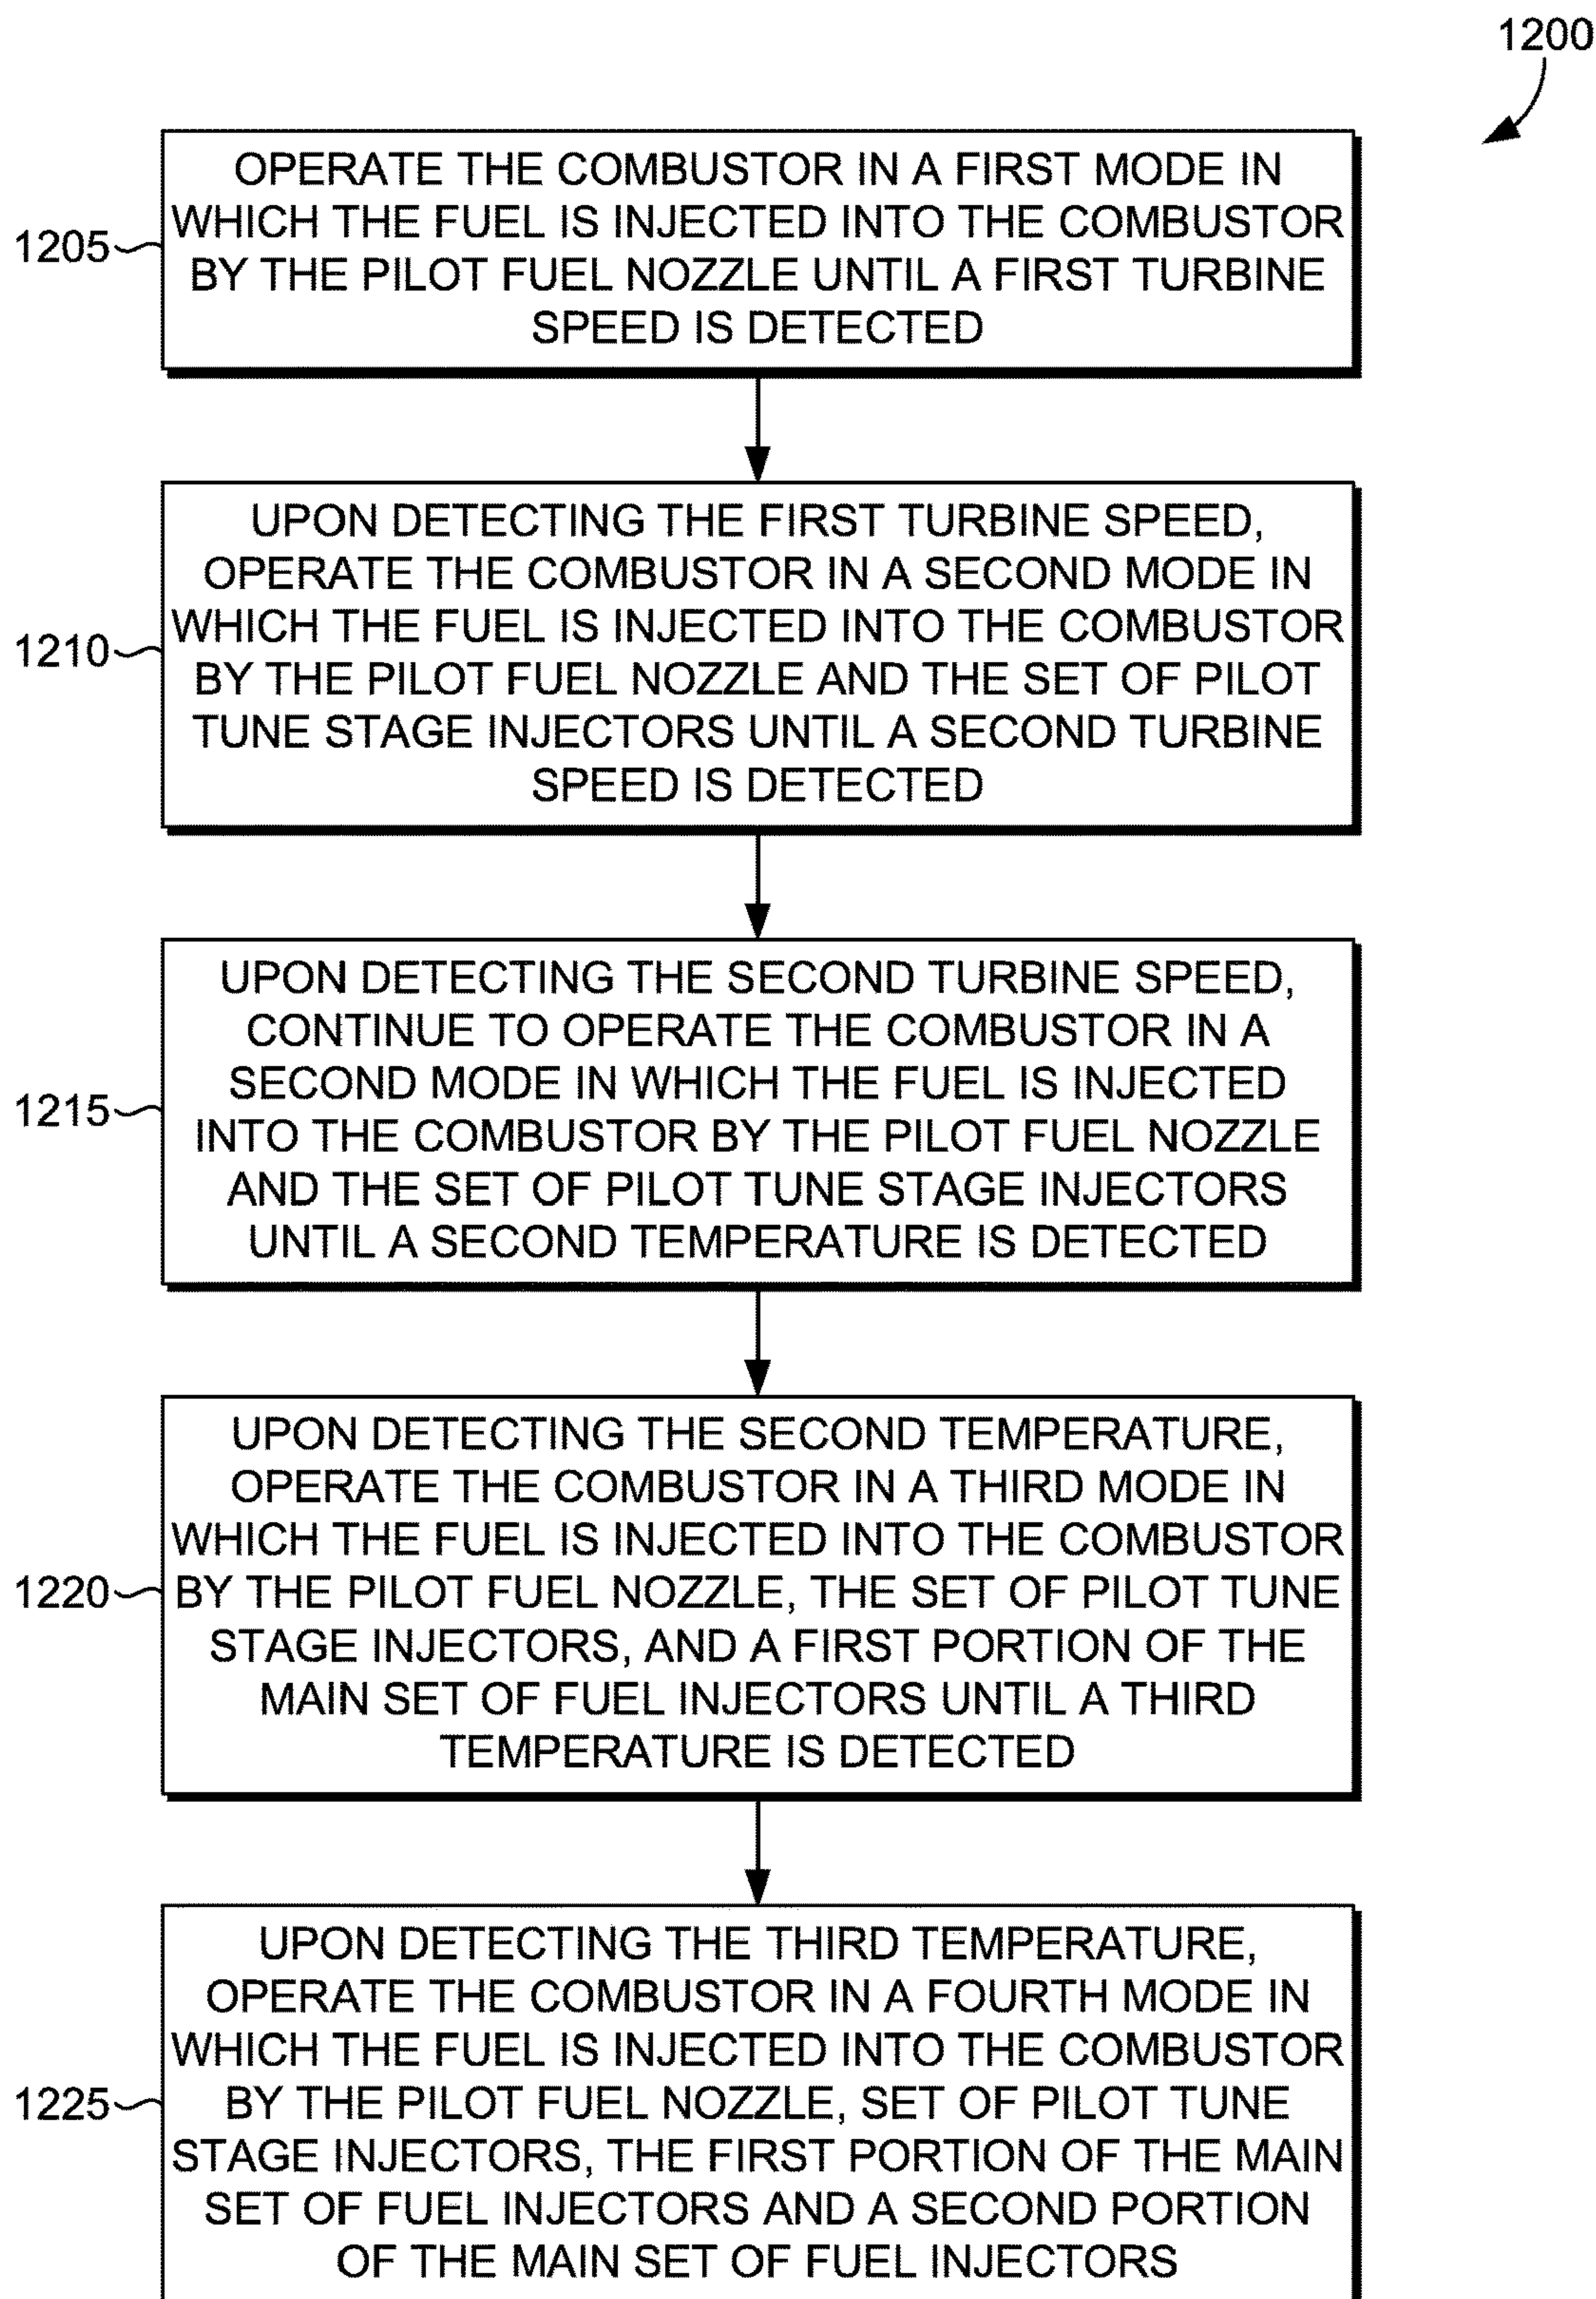 1200
OPERATE THE COMBUSTOR IN A FIRST MODE IN
WHICH THE FUEL IS INJECTED INTO THE COMBUSTOR
BY THE PILOT FUEL NOZZLE UNTIL A FIRST TURBINE
SPEED IS DETECTED
1205
UPON DETECTING THE FIRST TURBINE SPEED,
OPERATE THE COMBUSTOR IN A SECOND MODE IN
WHICH THE FUEL IS INJECTED INTO THE COMBUSTOR
BY THE PILOT FUEL NOZZLE AND THE SET OF PILOT
TUNE STAGE INJECTORS UNTIL A SECOND TURBINE
SPEED IS DETECTED
1210
UPON DETECTING THE SECOND TURBINE SPEED,
CONTINUE TO OPERATE THE COMBUSTOR IN A
SECOND MODE IN WHICH THE FUEL IS INJECTED
INTO THE COMBUSTOR BY THE PILOT FUEL NOZZLE
AND THE SET OF PILOT TUNE STAGE INJECTORS
UNTIL A SECOND TEMPERATURE IS DETECTED
1215
UPON DETECTING THE SECOND TEMPERATURE,
OPERATE THE COMBUSTOR IN A THIRD MODE IN
WHICH THE FUEL IS INJECTED INTO THE COMBUSTOR
BY THE PILOT FUEL NOZZLE, THE SET OF PILOT TUNE
STAGE INJECTORS, AND A FIRST PORTION OF THE
MAIN SET OF FUEL INJECTORS UNTIL A THIRD
TEMPERATURE IS DETECTED
1220
UPON DETECTING THE THIRD TEMPERATURE,
OPERATE THE COMBUSTOR IN A FOURTH MODE IN
WHICH THE FUEL IS INJECTED INTO THE COMBUSTOR
BY THE PILOT FUEL NOZZLE, SET OF PILOT TUNE
STAGE INJECTORS, THE FIRST PORTION OF THE MAIN
SET OF FUEL INJECTORS AND A SECOND PORTION
OF THE MAIN SET OF FUEL INJECTORS
1225